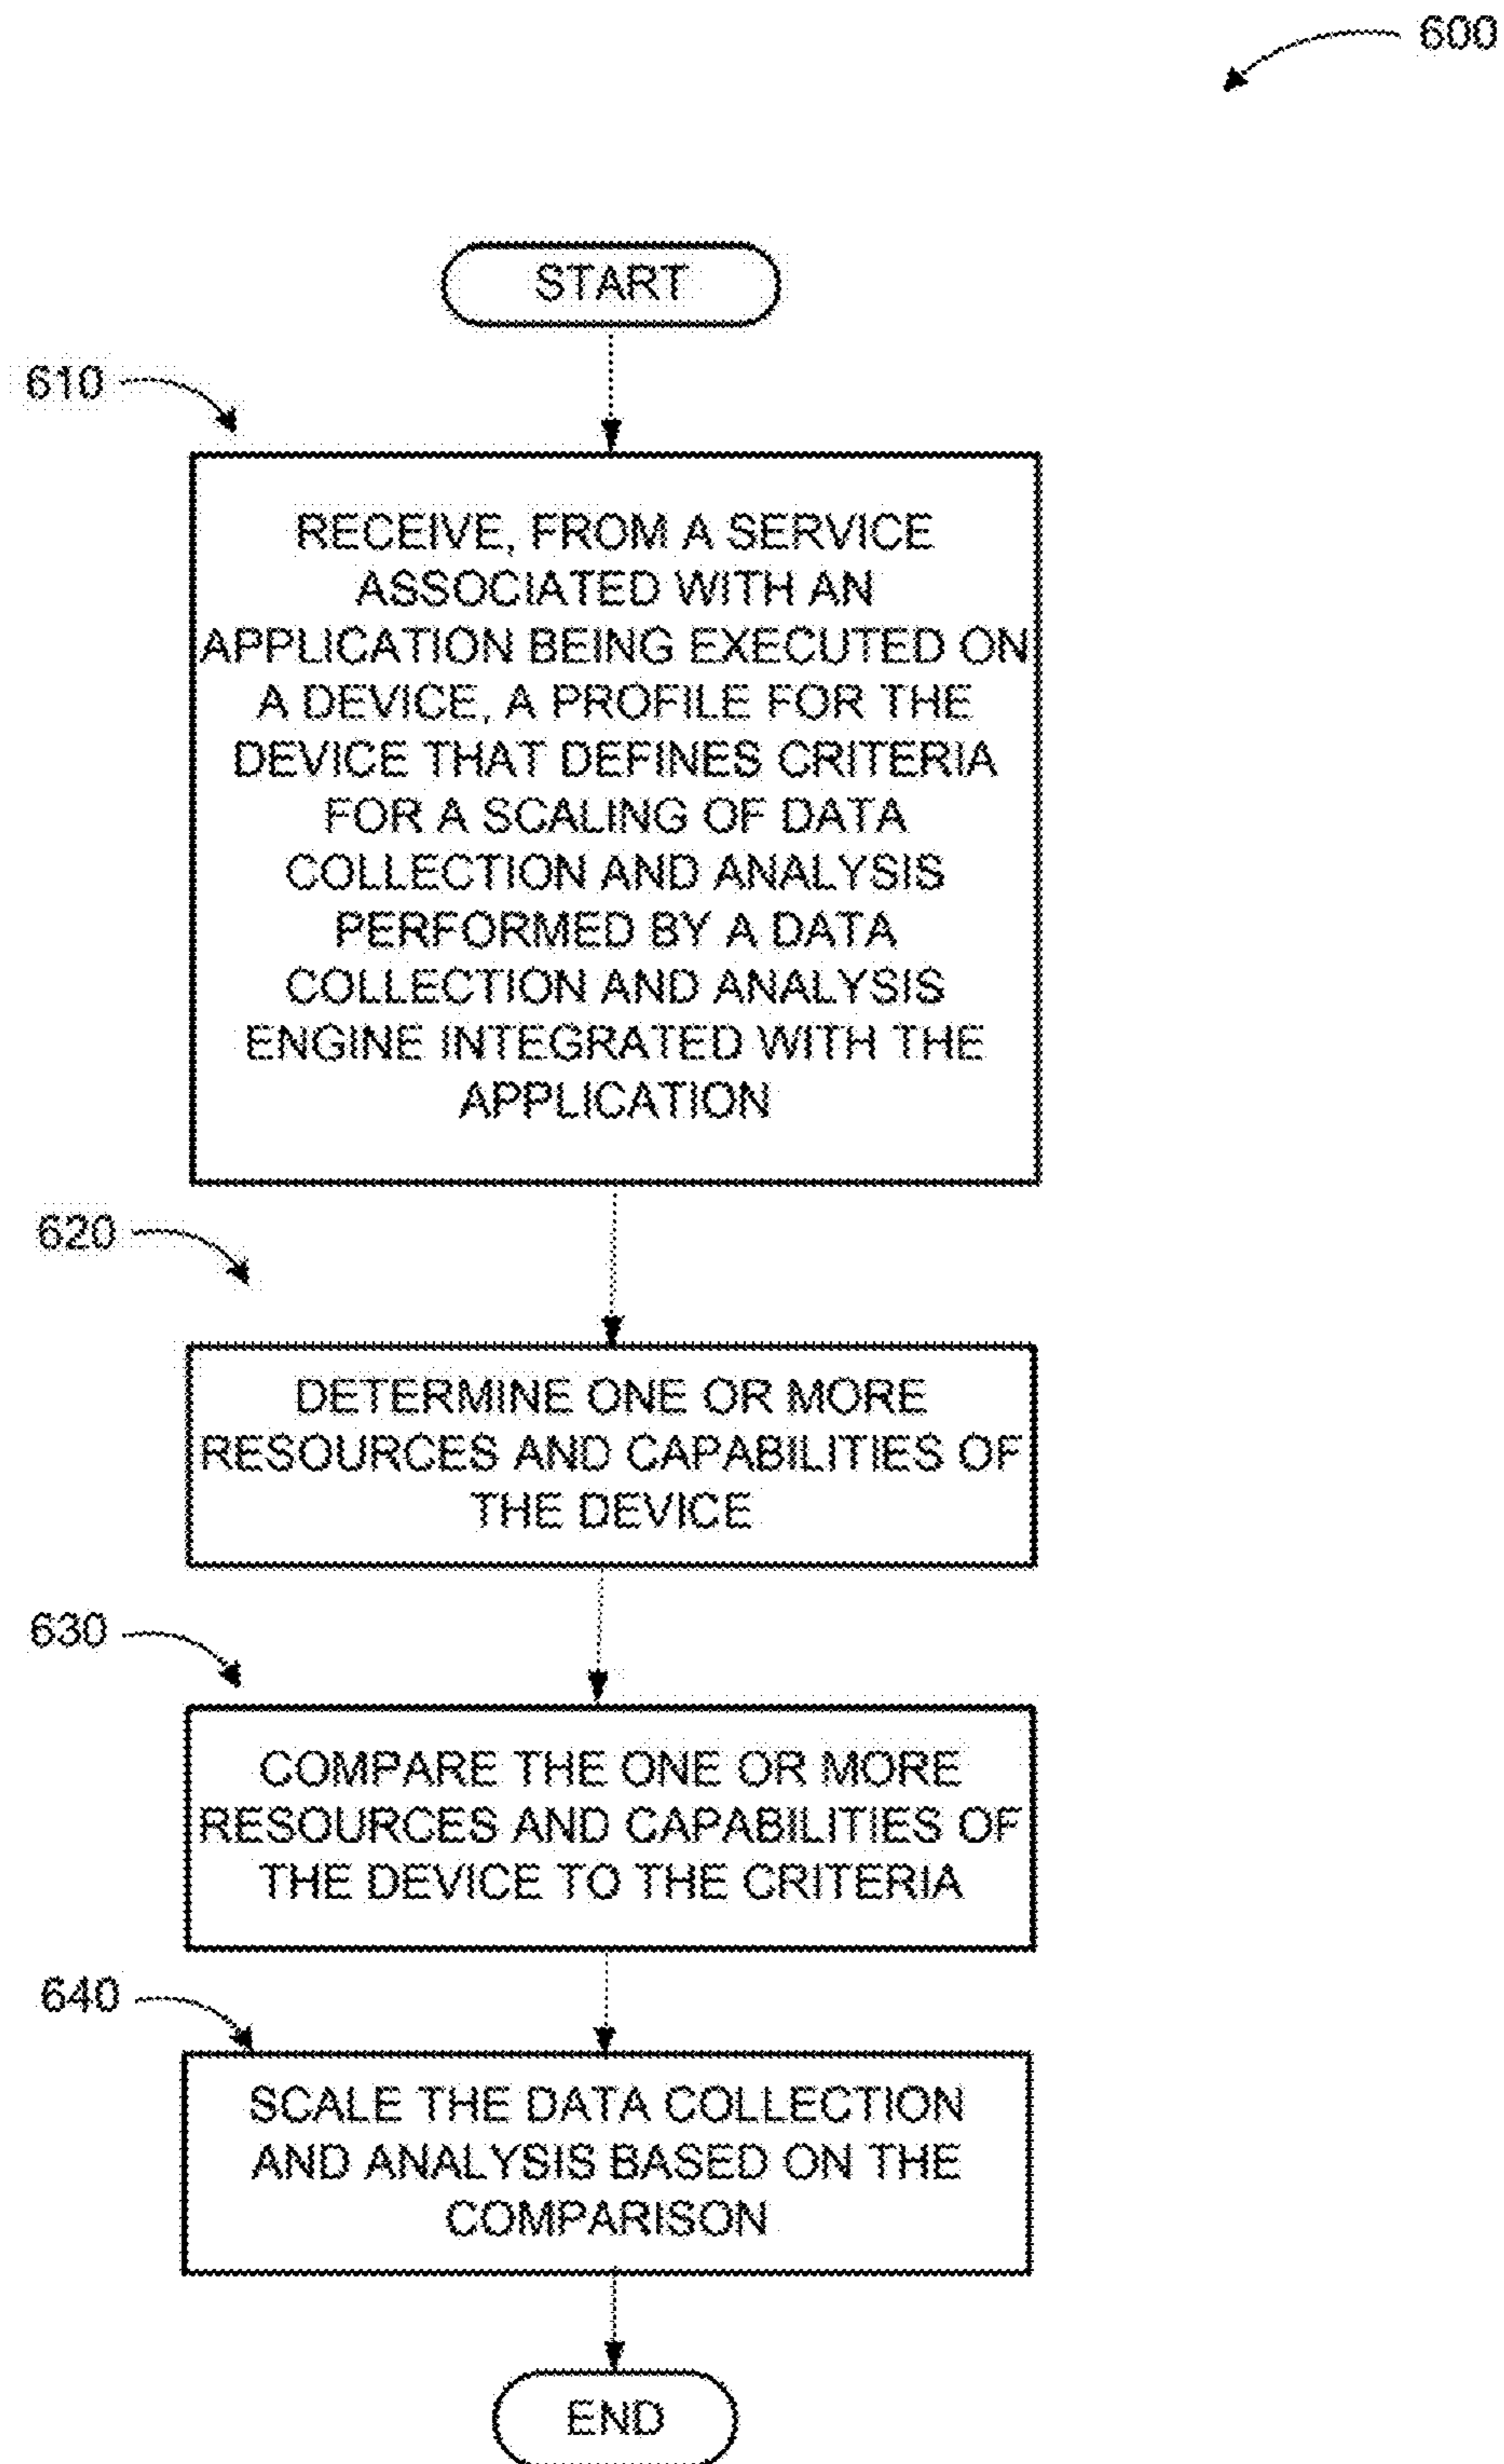 600
START
610
RECEIVE, FROM A SERVICE
ASSOCIATED WITH AN
APPLICATION BEING EXECUTED ON
A DEVICE, A PROFILE FOR THE
DEVICE THAT DEFINES CRITERIA
FOR A SCALING OF DATA
COLLECTION AND ANALYSIS
PERFORMED BY A DATA
COLLECTION AND ANALYSIS
ENGINE INTEGRATED WITH THE
APPLICATION
620
DETERMINE ONE OR MORE
RESOURCES AND CAPABILITIES OF
THE DEVICE
630
COMPARE THE ONE OR MORE
RESOURCES AND CAPABILITIES OF
THE DEVICE TO THE CRITERIA
640
SCALE THE DATA COLLECTION
AND ANALYSIS BASED ON THE
COMPARISON
END